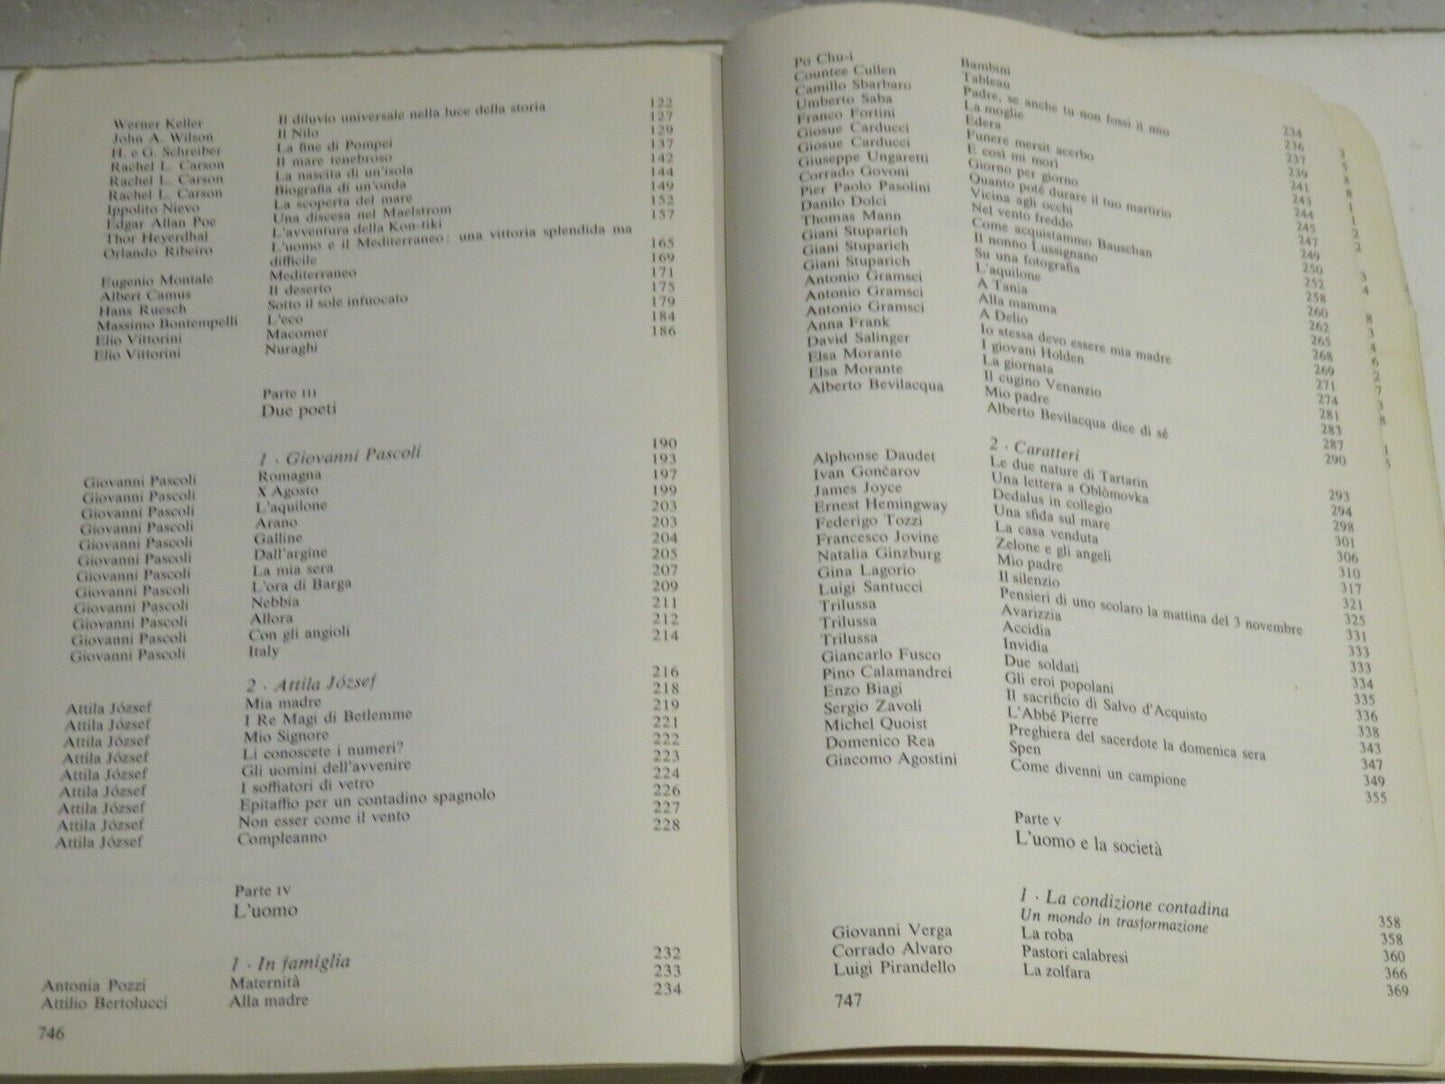 Werner Keller Il diluvio universale nella luce della storia 122
John A. Wilson Il Nilo 127
H. e G. Schreiber La fine di Pompei 129
Rachel L. Carson Il mare tenebroso 137
Rachel L. Carson La nascita di un'isola 142
Rachel L. Carson Biografia di un'onda 144
Ippolito Nievo La scoperta del mare 149
Edgar Allan Poe Una discesa nel Maelstrom 152
Thor Heyerdhal L'avventura della Kon-tiki 157
Orlando Ribeiro L'uomo e il Mediterraneo: una vittoria splendida ma
difficile 165
Eugenio Montale Mediterraneo 169
Albert Camus Il deserto 171
Hans Ruesch Sotto il sole infuocato 175
Massimo Bontempelli L'eco 179
Elio Vittorini Macomer 184
Elio Vittorini Nuraghi 186
Parte III
Due poeti
1 · Giovanni Pascoli 190
Giovanni Pascoli Romagna 193
Giovanni Pascoli X Agosto 197
Giovanni Pascoli L'aquilone 199
Giovanni Pascoli Arano 203
Giovanni Pascoli Galline 203
Giovanni Pascoli Dall'argine 204
Giovanni Pascoli La mia sera 205
Giovanni Pascoli L'ora di Barga 207
Giovanni Pascoli Nebbia 209
Giovanni Pascoli Allora 211
Giovanni Pascoli Con gli angioli 212
Giovanni Pascoli Italy 214
2 · Attila József 216
Attila József Mia madre 218
Attila József I Re Magi di Betlemme 219
Attila József Mio Signore 221
Attila József Li conoscete i numeri? 222
Attila József Gli uomini dell'avvenire 223
Attila József I soffiatori di vetro 224
Attila József Epitaffio per un contadino spagnolo 226
Attila József Non esser come il vento 227
Attila József Compleanno 228
Parte IV
L'uomo
1 · In famiglia 232
Antonia Pozzi Maternità 233
Attilio Bertolucci Alla madre 234
746
Po Chu-i Bambini 234
Countee Cullen Tableau 236
Camillo Sbarbaro Padre, se anche tu non fossi il mio 237
Umberto Saba La moglie 239
Franco Fortini Edera 241
Giosue Carducci Funere mersit acerbo 243
Giosue Carducci E così mi morì 244
Giuseppe Ungaretti Giorno per giorno 245
Corrado Govoni Quanto poté durare il tuo martirio 247
Pier Paolo Pasolini Vicina agli occhi 249
Danilo Dolci Nel vento freddo 250
Thomas Mann Come acquistammo Bauschan 252
Giani Stuparich Il nonno Lussignano 258
Giani Stuparich Su una fotografia 260
Giani Stuparich L'aquilone 262
Antonio Gramsci A Tania 265
Antonio Gramsci Alla mamma 268
Antonio Gramsci A Delio 269
Anna Frank Io stessa devo essere mia madre 271
David Salinger I giovani Holden 274
Elsa Morante La giornata 281
Elsa Morante Il cugino Venanzio 283
Alberto Bevilacqua Mio padre 287
Alberto Bevilacqua dice di sé 290
2 · Caratteri 293
Alphonse Daudet Le due nature di Tartarin 294
Ivan Gončarov Una lettera a Oblòmovka 298
James Joyce Dedalus in collegio 301
Ernest Hemingway Una sfida sul mare 306
Federigo Tozzi La casa venduta 310
Francesco Jovine Zelone e gli angeli 317
Natalia Ginzburg Mio padre 321
Gina Lagorio Il silenzio 325
Luigi Santucci Pensieri di uno scolaro la mattina del 3 novembre 331
Trilussa Avarizzia 333
Trilussa Accidia 333
Trilussa Invidia 334
Giancarlo Fusco Due soldati 335
Pino Calamandrei Gli eroi popolani 336
Enzo Biagi Il sacrificio di Salvo d'Acquisto 338
Sergio Zavoli L'Abbé Pierre 343
Michel Quoist Preghiera del sacerdote la domenica sera 347
Domenico Rea Spen 349
Giacomo Agostini Come divenni un campione 355
Parte V
L'uomo e la società
1 · La condizione contadina 358
Un mondo in trasformazione 358
Giovanni Verga La roba 360
Corrado Alvaro Pastori calabresi 366
Luigi Pirandello La zolfara 369
747